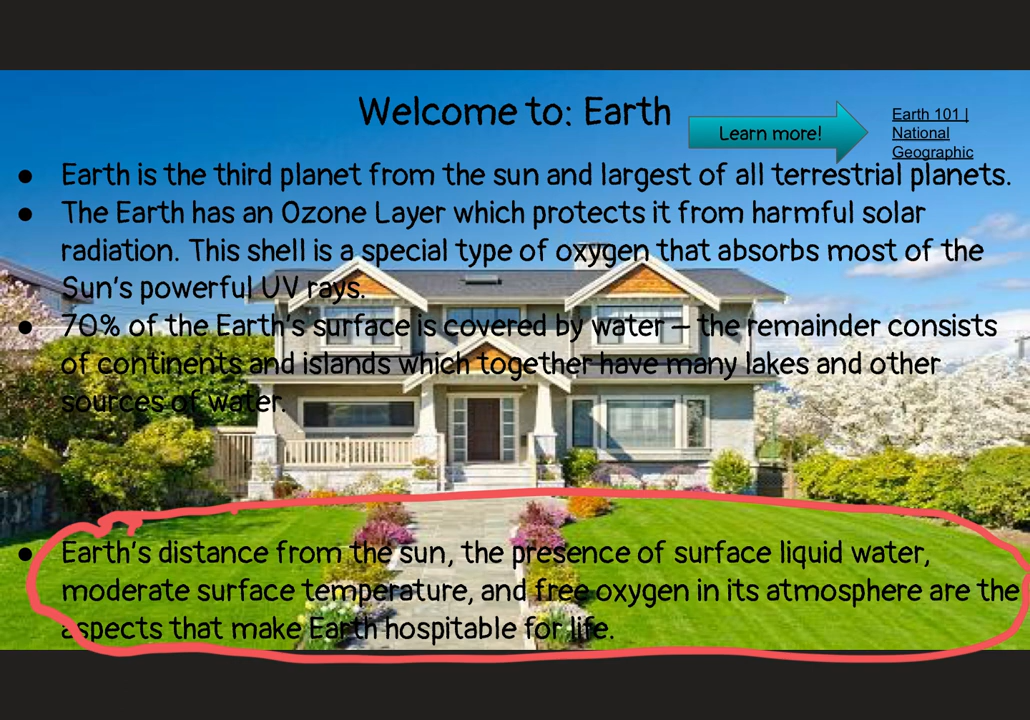 Welcome to: Earth
Learn more!
Earth 101 |
National
Geographic
● Earth is the third planet from the sun and largest of all terrestrial planets.
● The Earth has an Ozone Layer which protects it from harmful solar
radiation. This shell is a special type of oxygen that absorbs most of the
Sun's powerful UV rays.
● 70% of the Earth's surface is covered by water — the remainder consists
of continents and islands which together have many lakes and other
sources of water.
● Earth's distance from the sun, the presence of surface liquid water,
moderate surface temperature, and free oxygen in its atmosphere are the
aspects that make Earth hospitable for life.